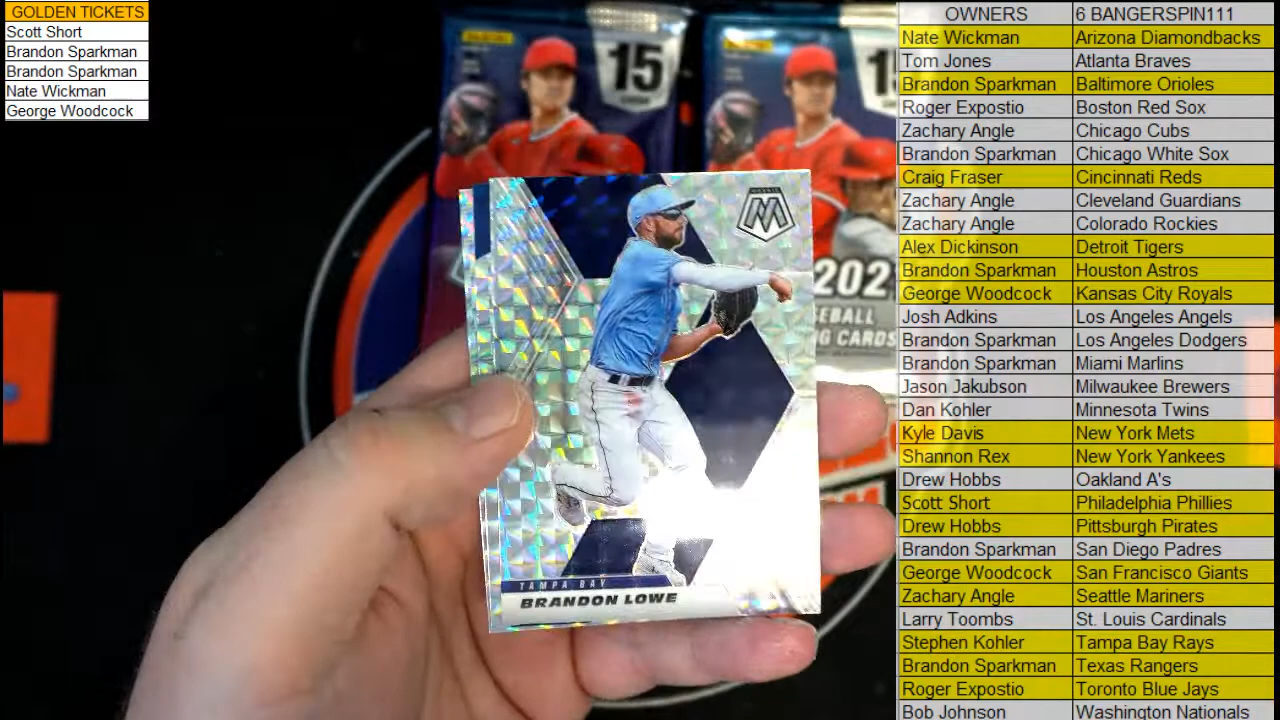 GOLDEN TICKETS
Scott Short
Brandon Sparkman
Brandon Sparkman
Nate Wickman
George Woodcock
15
202
EBALL
G CARDS
MOSAIC
TAMPA BAY
BRANDON LOWE
OWNERS 6 BANGERSPIN111
Nate Wickman Arizona Diamondbacks
Tom Jones Atlanta Braves
Brandon Sparkman Baltimore Orioles
Roger Expostio Boston Red Sox
Zachary Angle Chicago Cubs
Brandon Sparkman Chicago White Sox
Craig Fraser Cincinnati Reds
Zachary Angle Cleveland Guardians
Zachary Angle Colorado Rockies
Alex Dickinson Detroit Tigers
Brandon Sparkman Houston Astros
George Woodcock Kansas City Royals
Josh Adkins Los Angeles Angels
Brandon Sparkman Los Angeles Dodgers
Brandon Sparkman Miami Marlins
Jason Jakubson Milwaukee Brewers
Dan Kohler Minnesota Twins
Kyle Davis New York Mets
Shannon Rex New York Yankees
Drew Hobbs Oakland A's
Scott Short Philadelphia Phillies
Drew Hobbs Pittsburgh Pirates
Brandon Sparkman San Diego Padres
George Woodcock San Francisco Giants
Zachary Angle Seattle Mariners
Larry Toombs St. Louis Cardinals
Stephen Kohler Tampa Bay Rays
Brandon Sparkman Texas Rangers
Roger Expostio Toronto Blue Jays
Bob Johnson Washington Nationals